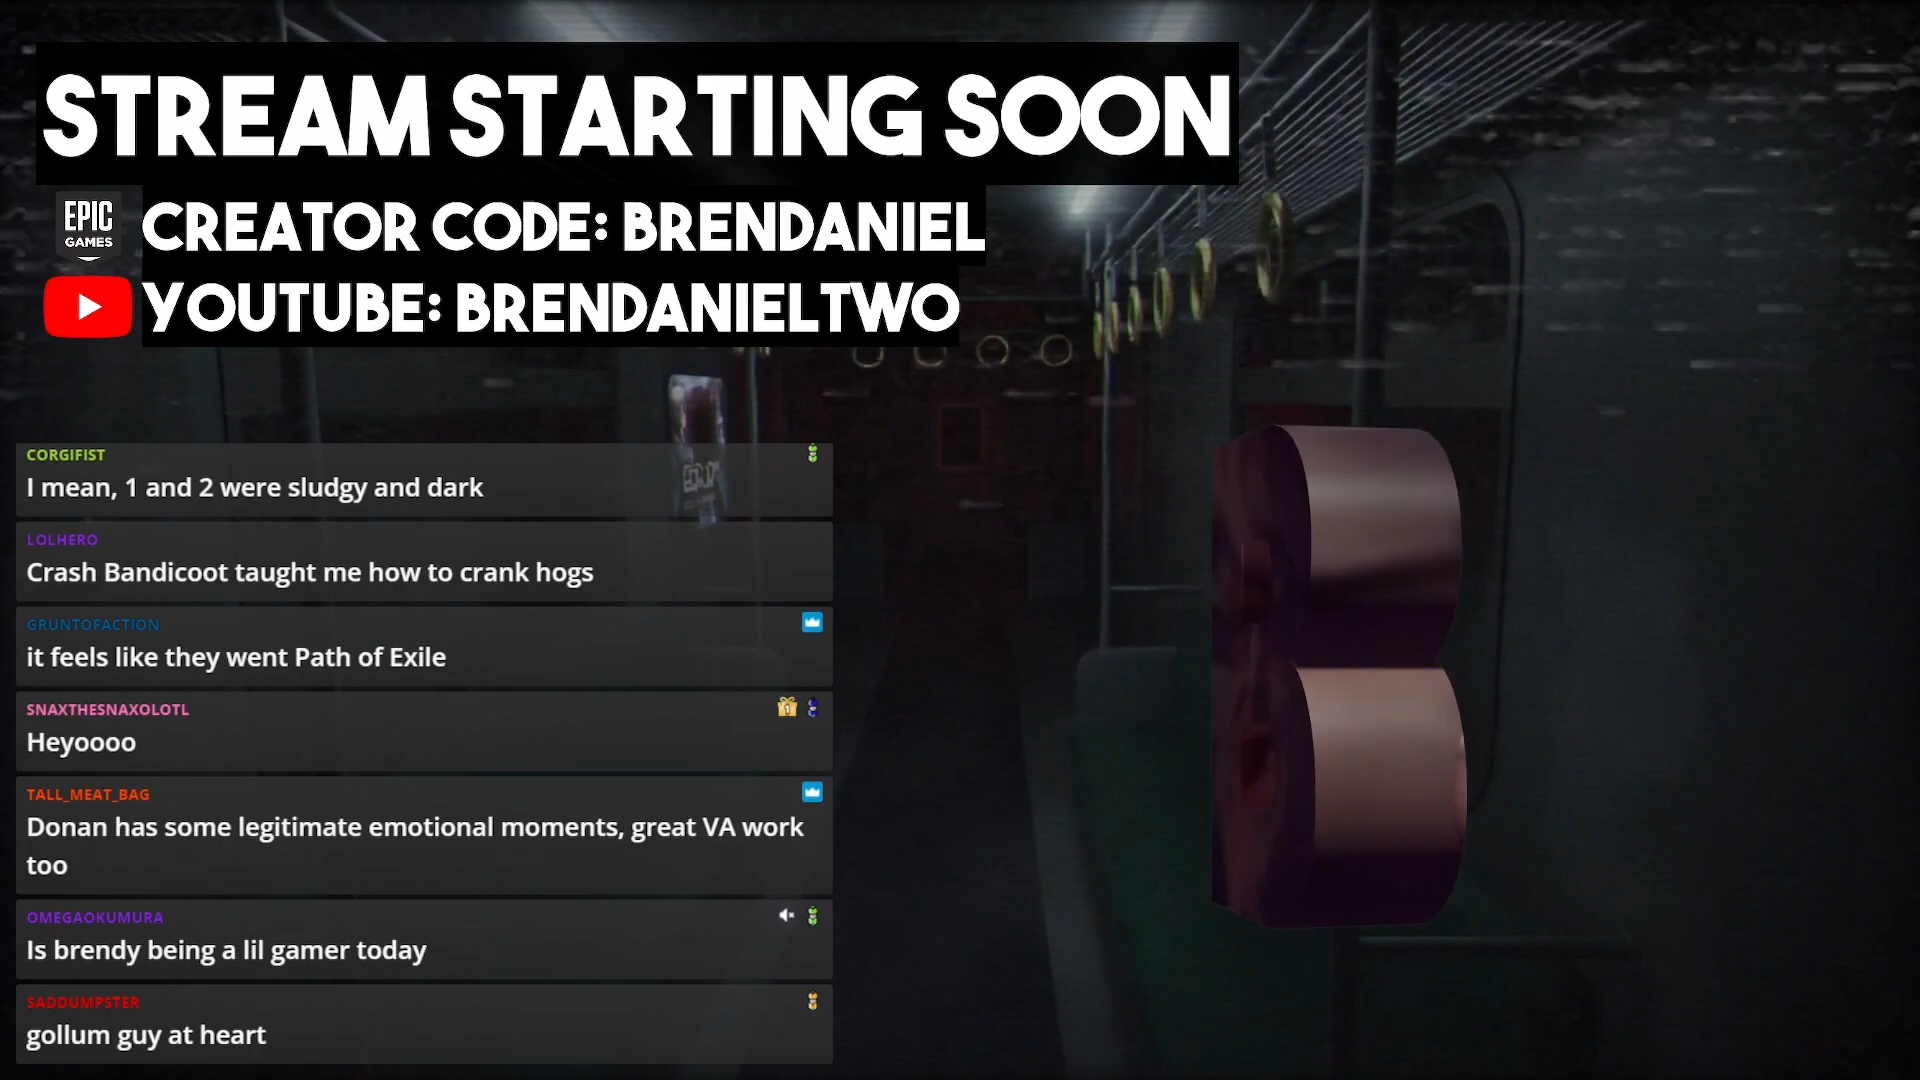 STREAM STARTING SOON
EPIC
GAMES
CREATOR CODE: BRENDANIEL
YOUTUBE: BRENDANIELTWO
CORGIFIST
I mean, 1 and 2 were sludgy and dark
LOLHERO
Crash Bandicoot taught me how to crank hogs
GRUNTOFACTION
it feels like they went Path of Exile
SNAXTHESNAXOLOTL
1
Heyoooo
TALL_MEAT_BAG
Donan has some legitimate emotional moments, great VA work
too
OMEGAOKUMURA
Is brendy being a lil gamer today
SADDUMPSTER
gollum guy at heart